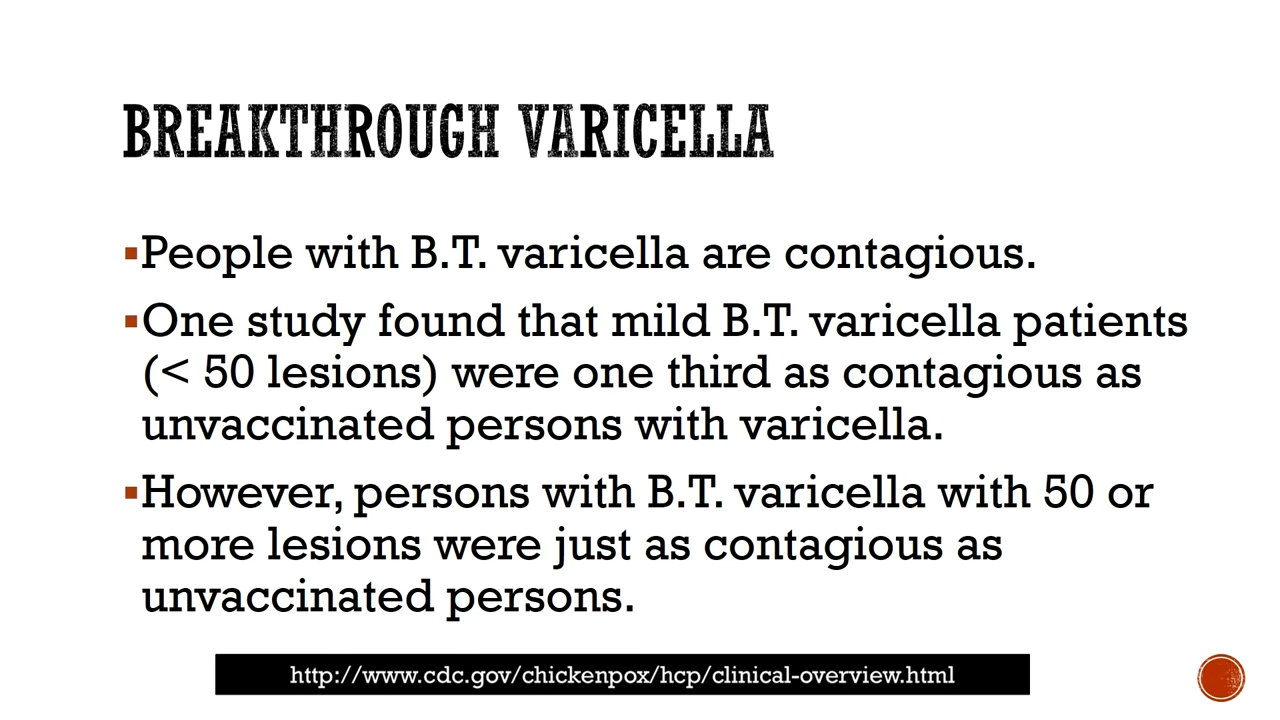 BREAKTHROUGH VARICELLA
▪People with B.T. varicella are contagious.
▪One study found that mild B.T. varicella patients
(< 50 lesions) were one third as contagious as
unvaccinated persons with varicella.
▪However, persons with B.T. varicella with 50 or
more lesions were just as contagious as
unvaccinated persons.
http://www.cdc.gov/chickenpox/hcp/clinical-overview.html